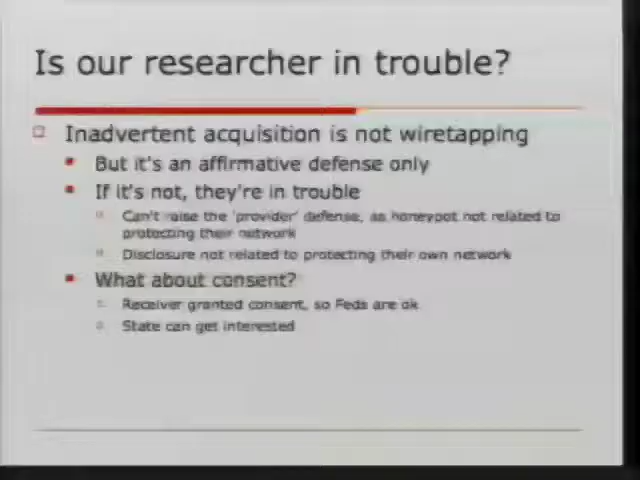 Is our researcher in trouble?
Inadvertent acquisition is not wiretapping
But it's an affirmative defense only
If it's not, they're in trouble
Can't raise the 'provider' defense, as honeypot not related to
protecting their network
Disclosure not related to protecting their own network
What about consent?
Receiver granted consent, so Feds are ok
State can get interested